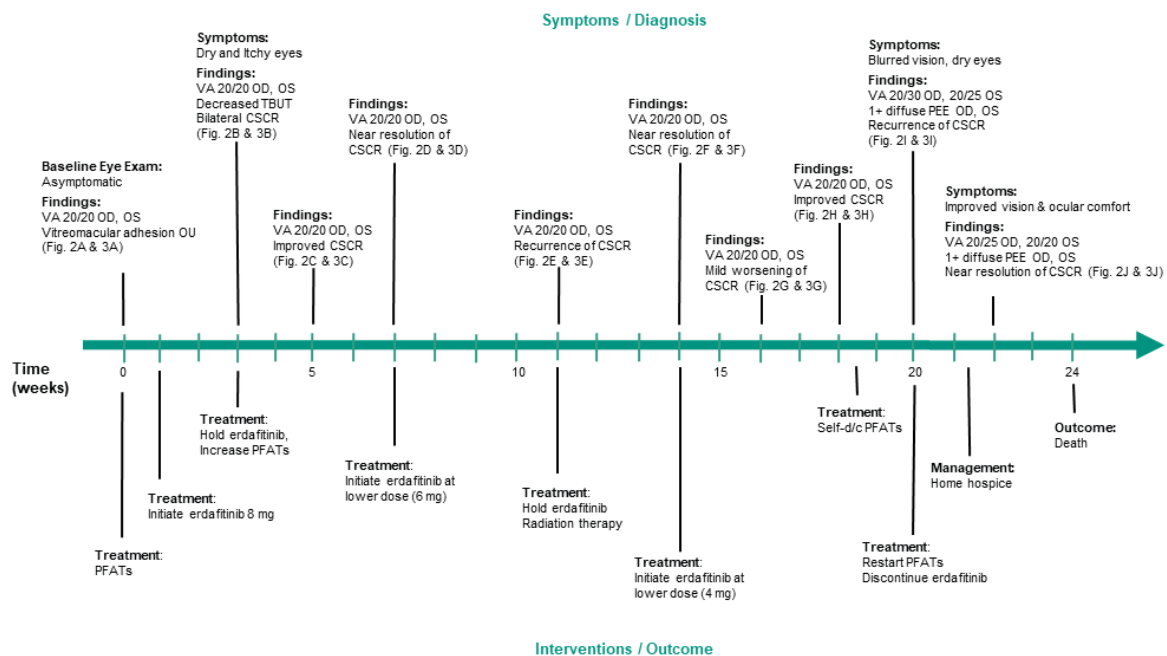 Symptoms / Diagnosis
Baseline Eye Exam:
Asymptomatic
Findings:
VA 20/20 OD, OS
Vitreomacular adhesion OU
(Fig. 2A & 3A)
Symptoms:
Dry and Itchy eyes
Findings:
VA 20/20 OD, OS
Decreased TBUT
Bilateral CSCR
(Fig. 2B & 3B)
Findings:
VA 20/20 OD, OS
Improved CSCR
(Fig. 2C & 3C)
Findings:
VA 20/20 OD, OS
Near resolution of
CSCR (Fig. 2D & 3D)
Findings:
VA 20/20 OD, OS
Recurrence of CSCR
(Fig. 2E & 3E)
Findings:
VA 20/20 OD, OS
Near resolution of
CSCR (Fig. 2F & 3F)
Findings:
VA 20/20 OD, OS
Mild worsening of
CSCR (Fig. 2G & 3G)
Findings:
VA 20/20 OD, OS
Improved CSCR
(Fig. 2H & 3H)
Symptoms:
Blurred vision, dry eyes
Findings:
VA 20/30 OD, 20/25 OS
1+ diffuse PEE OD, OS
Recurrence of CSCR
(Fig. 2I & 3I)
Symptoms:
Improved vision & ocular comfort
Findings:
VA 20/25 OD, 20/20 OS
1+ diffuse PEE OD, OS
Near resolution of CSCR (Fig. 2J & 3J)
Time
(weeks)
0 5 10 15 20 24
Treatment:
PFATs
Treatment:
Initiate erdafitinib 8 mg
Treatment:
Hold erdafitinib,
Increase PFATs
Treatment:
Initiate erdafitinib at
lower dose (6 mg)
Treatment:
Hold erdafitinib
Radiation therapy
Treatment:
Initiate erdafitinib at
lower dose (4 mg)
Treatment:
Self-d/c PFATs
Treatment:
Restart PFATs
Discontinue erdafitinib
Management:
Home hospice
Outcome:
Death
Interventions / Outcome